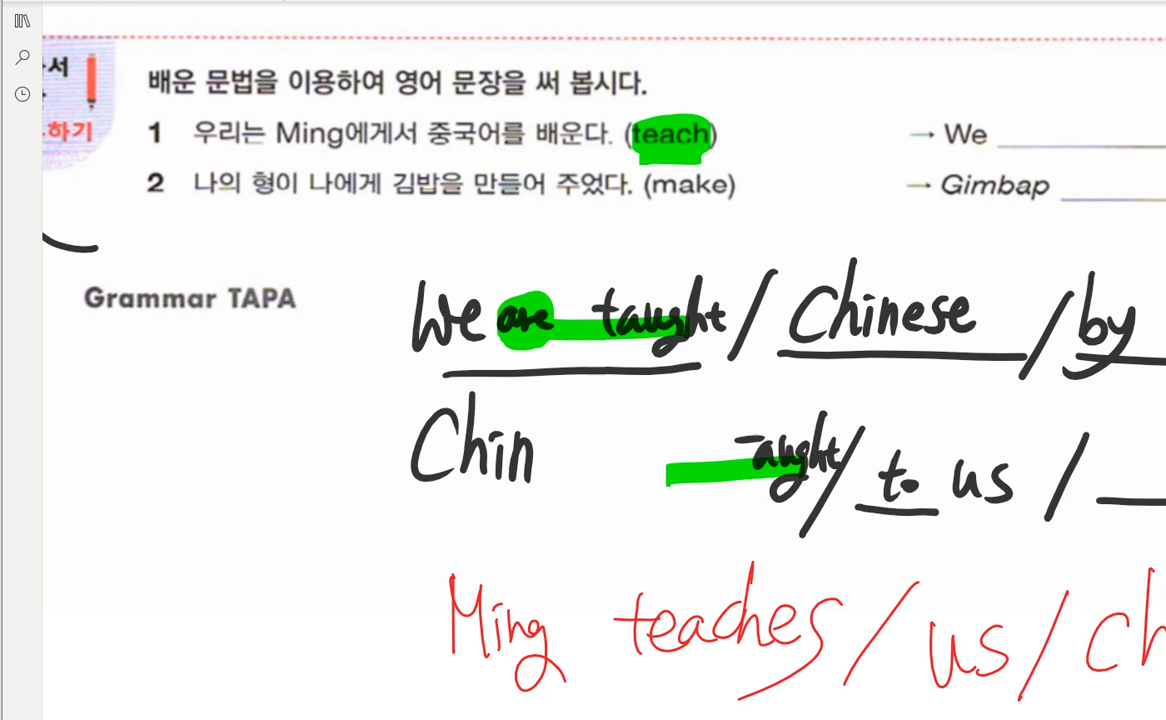 서
배운 문법을 이용하여 영어 문장을 써 봅시다.
하기
1 우리는 Ming에게서 중국어를 배운다. (teach) → We
2 나의 형이 나에게 김밥을 만들어 주었다. (make) → Gimbap
Grammar TAPA
We are taught / Chinese / by
Chin aught / to us /
Ming teaches / us / Ch